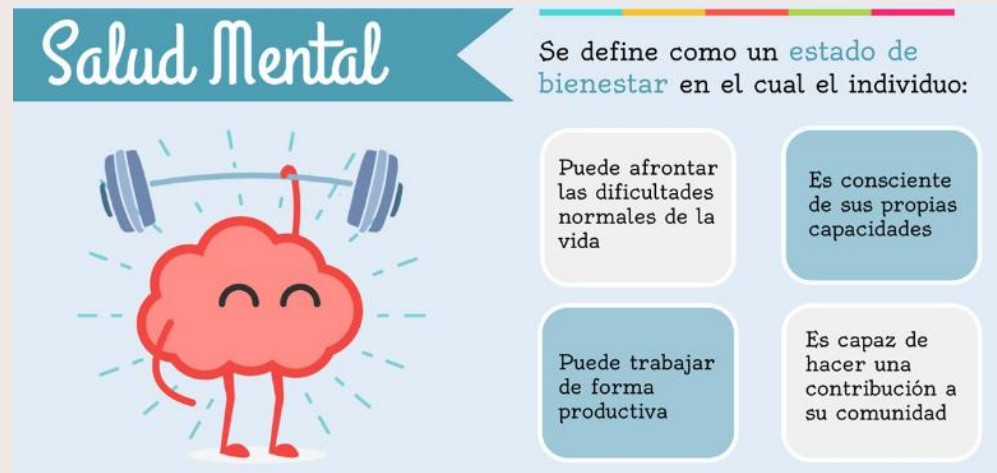 Salud Mental
Se define como un estado de
bienestar en el cual el individuo:
Puede afrontar
las dificultades
normales de la
vida
Es consciente
de sus propias
capacidades
Puede trabajar
de forma
productiva
Es capaz de
hacer una
contribución a
su comunidad